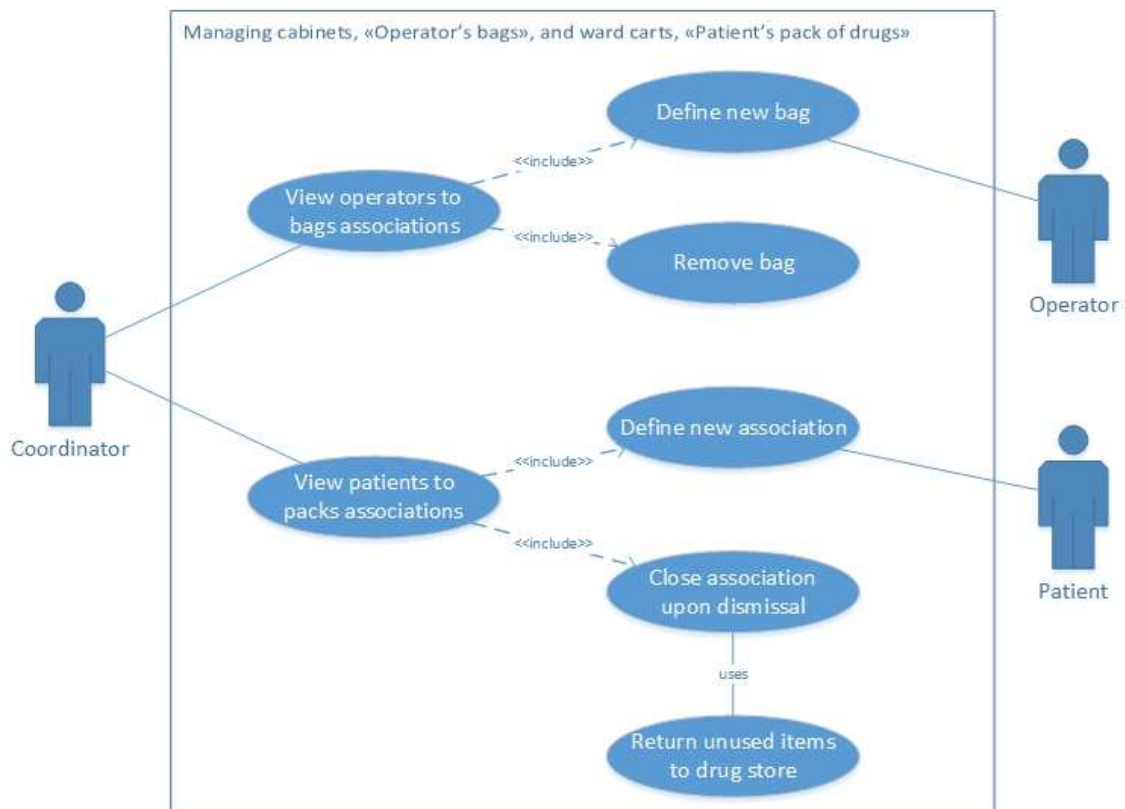 Managing cabinets, «Operator's bags», and ward carts, «Patient's pack of drugs»
Define new bag
<<include>>
View operators to
bags associations
<<include>>
Remove bag
Operator
Coordinator
Define new association
<<include>>
View patients to
packs associations
<<include>>
Close association
upon dismissal
Patient
uses
Return unused items
to drug store